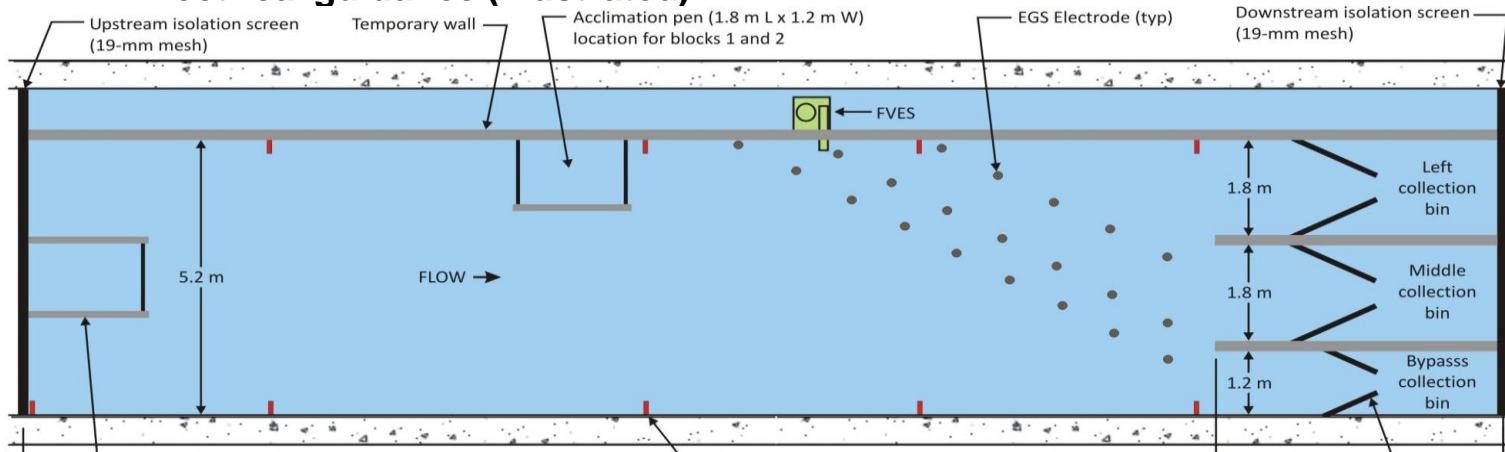 Upstream isolation screen
(19-mm mesh)
Temporary wall
Acclimation pen (1.8 m L x 1.2 m W)
location for blocks 1 and 2
EGS Electrode (typ)
Downstream isolation screen
(19-mm mesh)
FVES
5.2 m
FLOW
1.8 m
Left
collection
bin
1.8 m
Middle
collection
bin
1.2 m
Bypasss
collection
bin